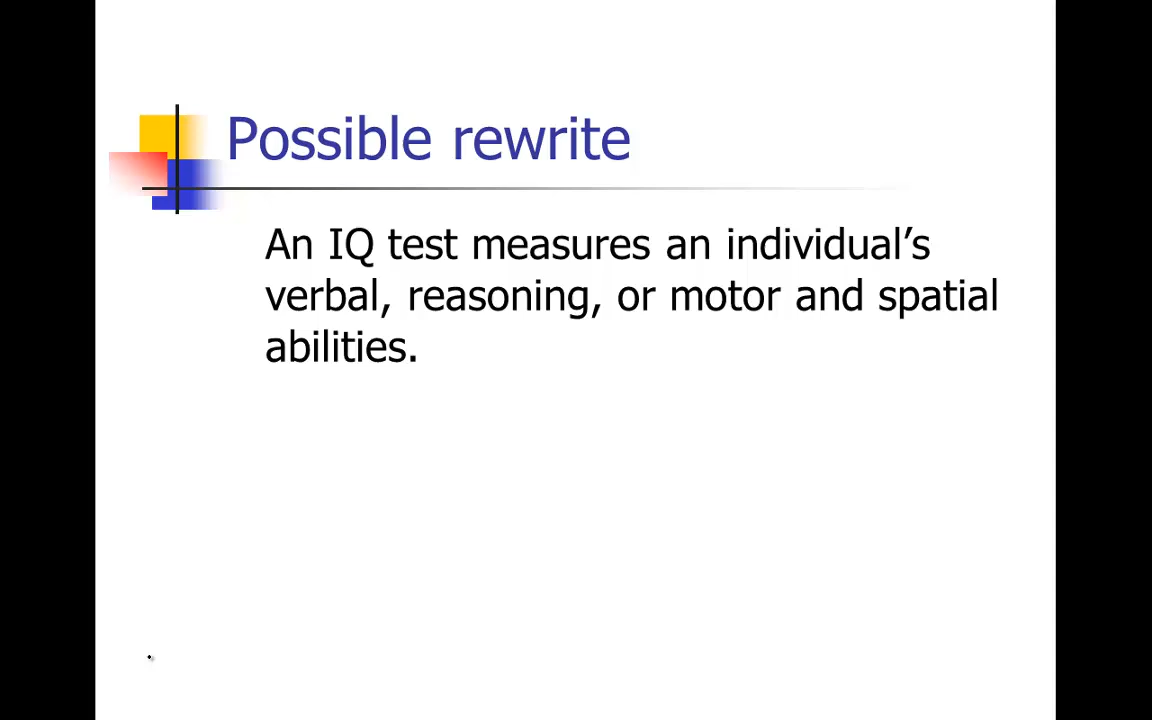 Possible rewrite
An IQ test measures an individual’s
verbal, reasoning, or motor and spatial
abilities.